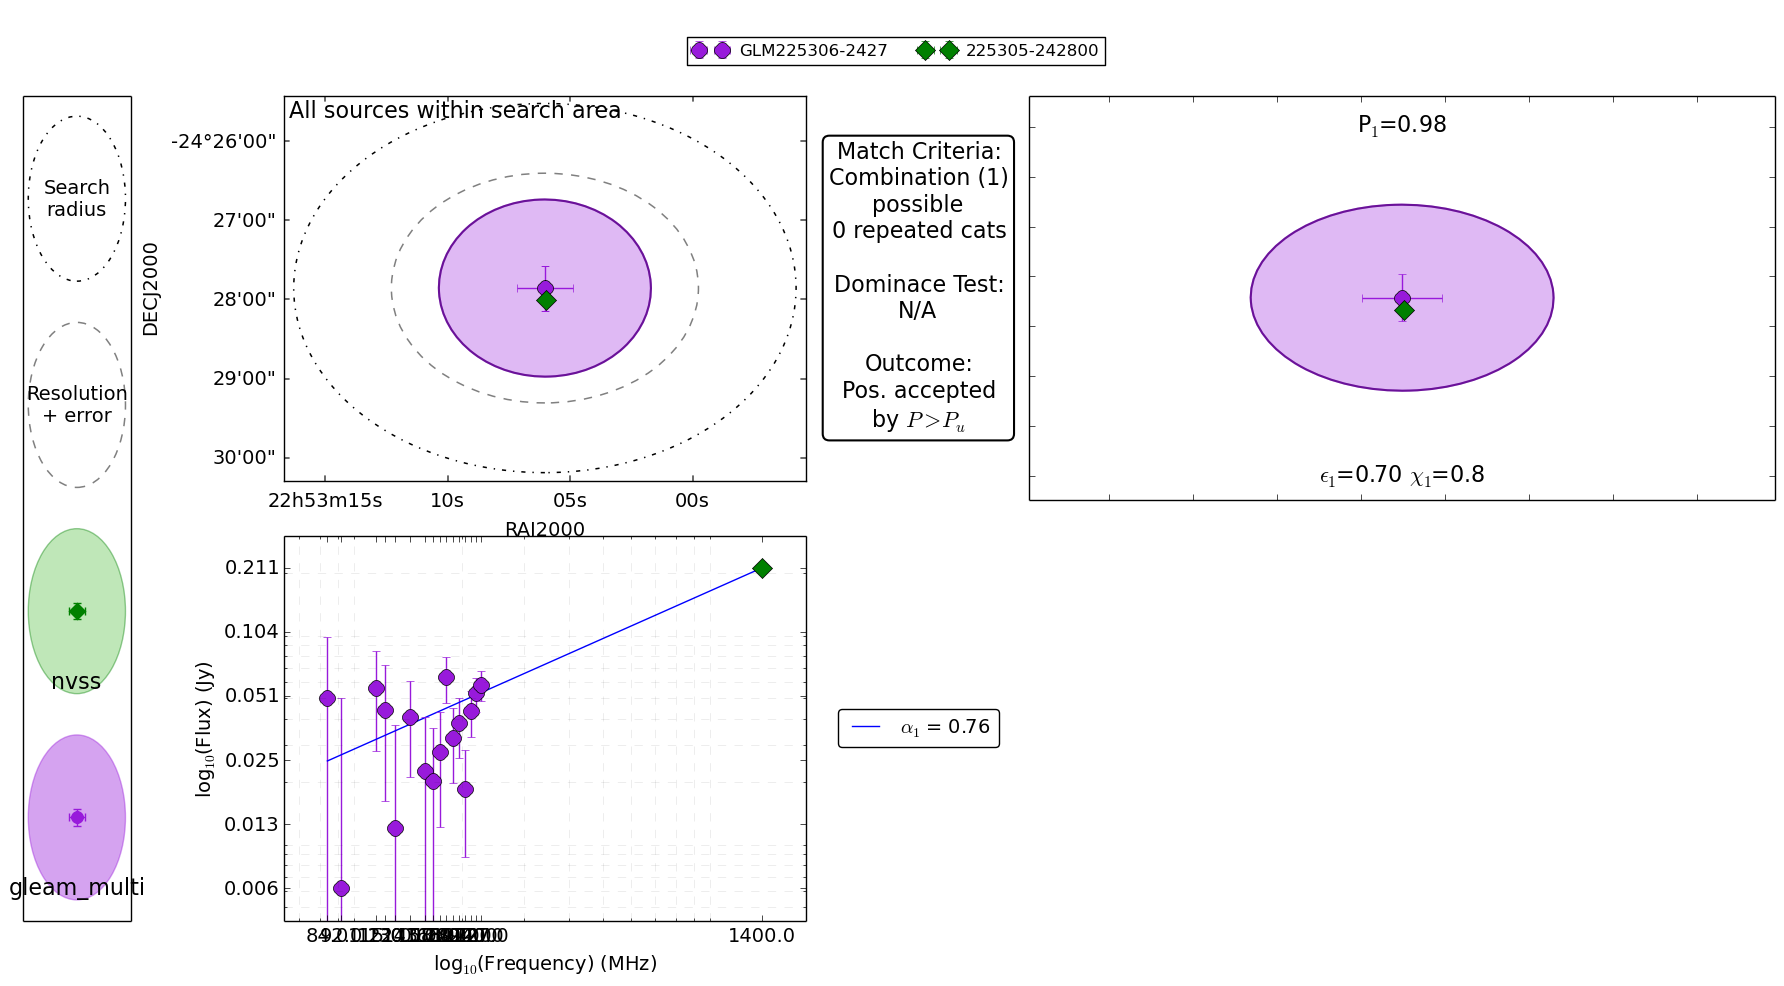 GLM225306-2427 225305-242800
Search
radius
Resolution
+ error
nvss
gleam_multi
All sources within search area
DECJ2000
-24°26'00"
27'00"
28'00"
29'00"
30'00"
22h53m15s 10s 05s 00s
RAJ2000
Match Criteria:
Combination (1)
possible
0 repeated cats
Dominace Test:
N/A
Outcome:
Pos. accepted
by P>Pᵤ
P₁=0.98
ϵ₁=0.70 χ₁=0.8
log₁₀(Flux) (Jy)
0.211
0.104
0.051
0.025
0.013
0.006
1400.0
log₁₀(Frequency) (MHz)
α₁ = 0.76